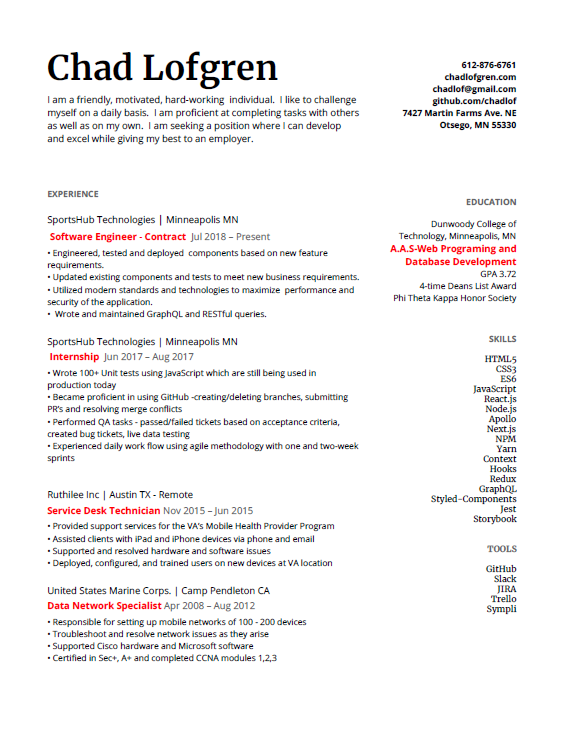 Chad Lofgren
I am a friendly, motivated, hard-working individual. I like to challenge
myself on a daily basis. I am proficient at completing tasks with others
as well as on my own. I am seeking a position where I can develop
and excel while giving my best to an employer.
612-876-6761
chadlofgren.com
chadlof@gmail.com
github.com/chadlof
7427 Martin Farms Ave. NE
Otsego, MN 55330
EXPERIENCE
SportsHub Technologies | Minneapolis MN
Software Engineer - Contract Jul 2018 – Present
• Engineered, tested and deployed components based on new feature
requirements.
• Updated existing components and tests to meet new business requirements.
• Utilized modern standards and technologies to maximize performance and
security of the application.
• Wrote and maintained GraphQL and RESTful queries.
SportsHub Technologies | Minneapolis MN
Internship Jun 2017 – Aug 2017
• Wrote 100+ Unit tests using JavaScript which are still being used in
production today
• Became proficient in using GitHub -creating/deleting branches, submitting
PR's and resolving merge conflicts
• Performed QA tasks - passed/failed tickets based on acceptance criteria,
created bug tickets, live data testing
• Experienced daily work flow using agile methodology with one and two-week
sprints
Ruthilee Inc | Austin TX - Remote
Service Desk Technician Nov 2015 – Jun 2015
• Provided support services for the VA's Mobile Health Provider Program
• Assisted clients with iPad and iPhone devices via phone and email
• Supported and resolved hardware and software issues
• Deployed, configured, and trained users on new devices at VA location
United States Marine Corps. | Camp Pendleton CA
Data Network Specialist Apr 2008 – Aug 2012
• Responsible for setting up mobile networks of 100 - 200 devices
• Troubleshoot and resolve network issues as they arise
• Supported Cisco hardware and Microsoft software
• Certified in Sec+, A+ and completed CCNA modules 1,2,3
EDUCATION
Dunwoody College of
Technology, Minneapolis, MN
A.A.S-Web Programing and
Database Development
GPA 3.72
4-time Deans List Award
Phi Theta Kappa Honor Society
SKILLS
HTML5
CSS3
ES6
JavaScript
React.js
Node.js
Apollo
Next.js
NPM
Yarn
Context
Hooks
Redux
GraphQL
Styled-Components
Jest
Storybook
TOOLS
GitHub
Slack
JIRA
Trello
Sympli